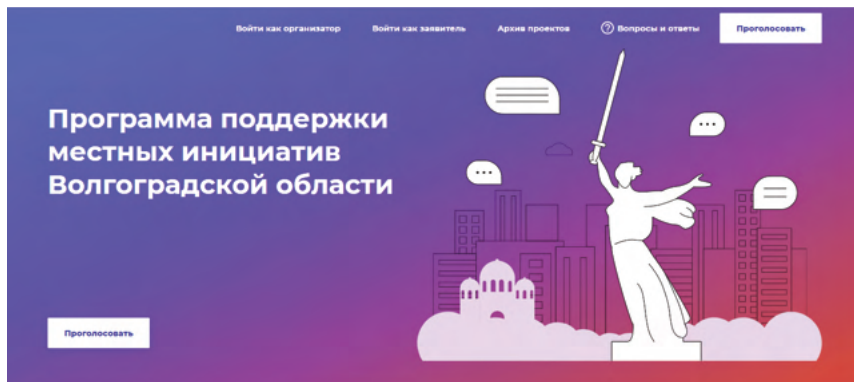 Войти как организатор
Войти как заявитель
Архив проектов
? Вопросы и ответы
Проголосовать
Программа поддержки
местных инициатив
Волгоградской области
Проголосовать